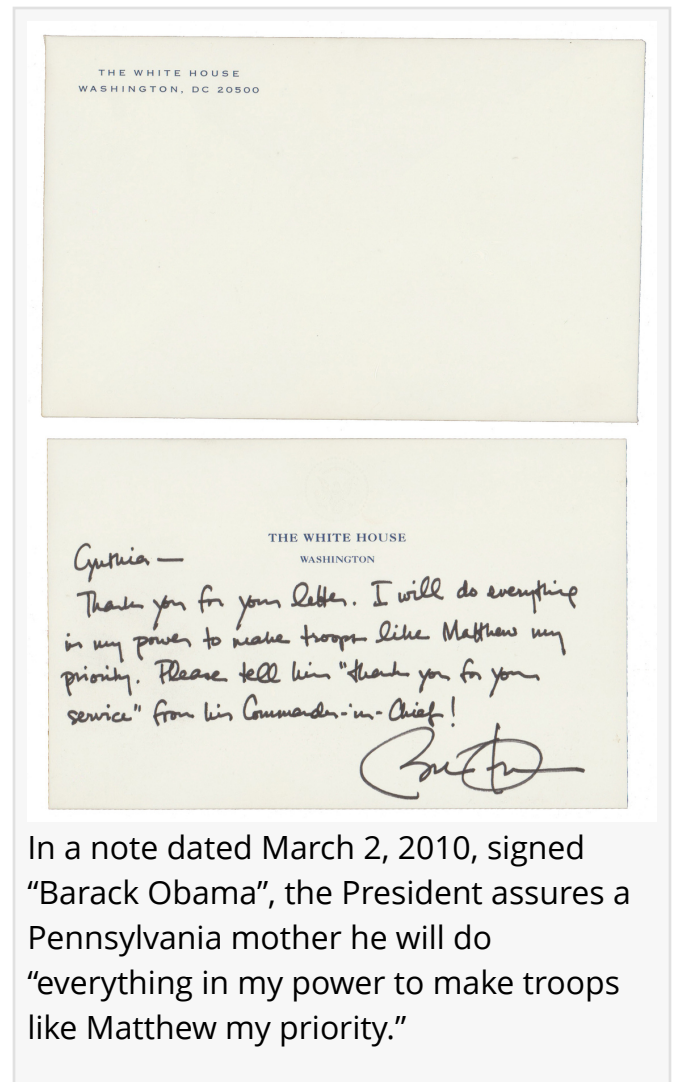 THE WHITE HOUSE
WASHINGTON, DC 20500
THE WHITE HOUSE
WASHINGTON
Cynthia —
Thank you for your letter. I will do everything
in my power to make troops like Matthew my
priority. Please tell him "thank you for your
service" from his Commander-in-Chief!
In a note dated March 2, 2010, signed
“Barack Obama”, the President assures a
Pennsylvania mother he will do
“everything in my power to make troops
like Matthew my priority.”